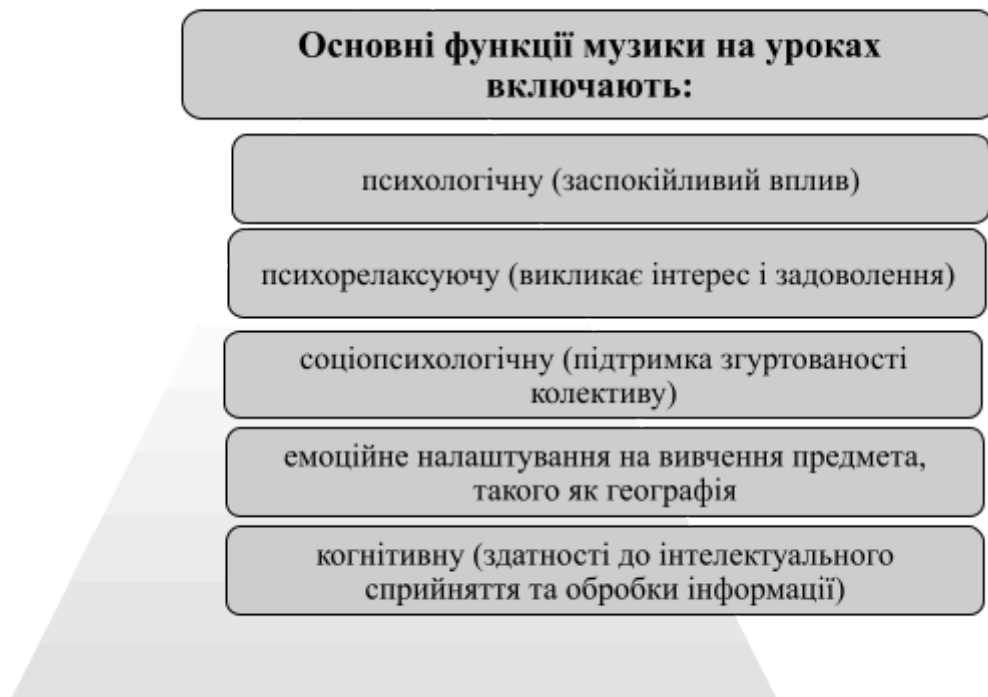 Основні функції музики на уроках
включають:
психологічну (заспокійливий вплив)
психорелаксуючу (викликає інтерес і задоволення)
соціопсихологічну (підтримка згуртованості
колективу)
емоційне налаштування на вивчення предмета,
такого як географія
когнітивну (здатності до інтелектуального
сприйняття та обробки інформації)